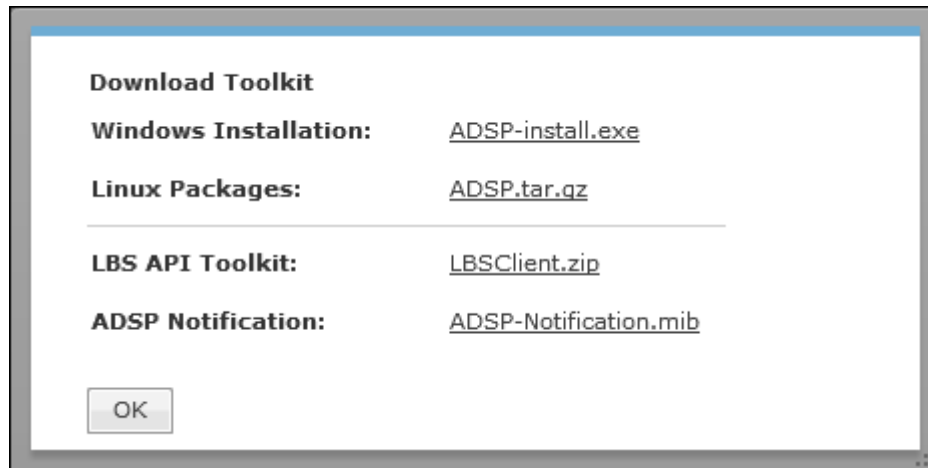 Download Toolkit
Windows Installation: ADSP-install.exe
Linux Packages: ADSP.tar.gz
LBS API Toolkit: LBSClient.zip
ADSP Notification: ADSP-Notification.mib
OK